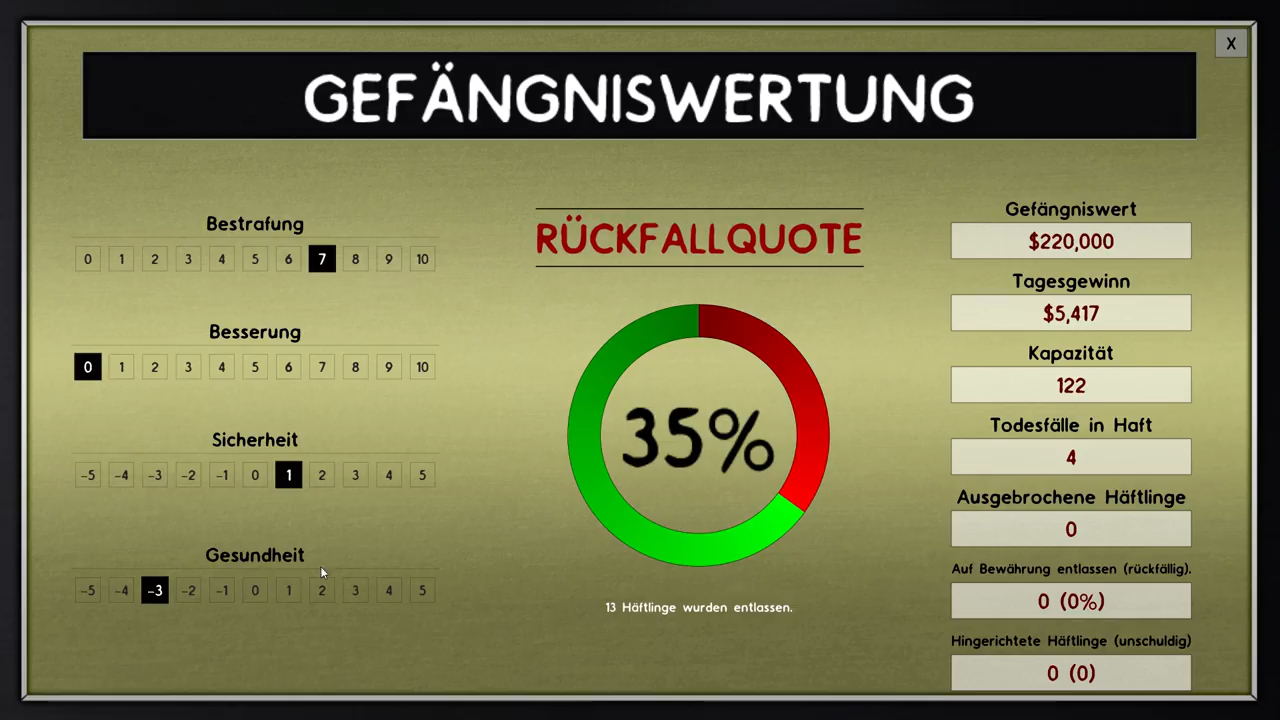 X
GEFÄNGNISWERTUNG
Bestrafung
0 1 2 3 4 5 6 7 8 9 10
Besserung
0 1 2 3 4 5 6 7 8 9 10
Sicherheit
-5 -4 -3 -2 -1 0 1 2 3 4 5
Gesundheit
-5 -4 -3 -2 -1 0 1 2 3 4 5
RÜCKFALLQUOTE
35%
13 Häftlinge wurden entlassen.
Gefängniswert
$220,000
Tagesgewinn
$5,417
Kapazität
122
Todesfälle in Haft
4
Ausgebrochene Häftlinge
0
Auf Bewährung entlassen (rückfällig).
0 (0%)
Hingerichtete Häftlinge (unschuldig)
0 (0)